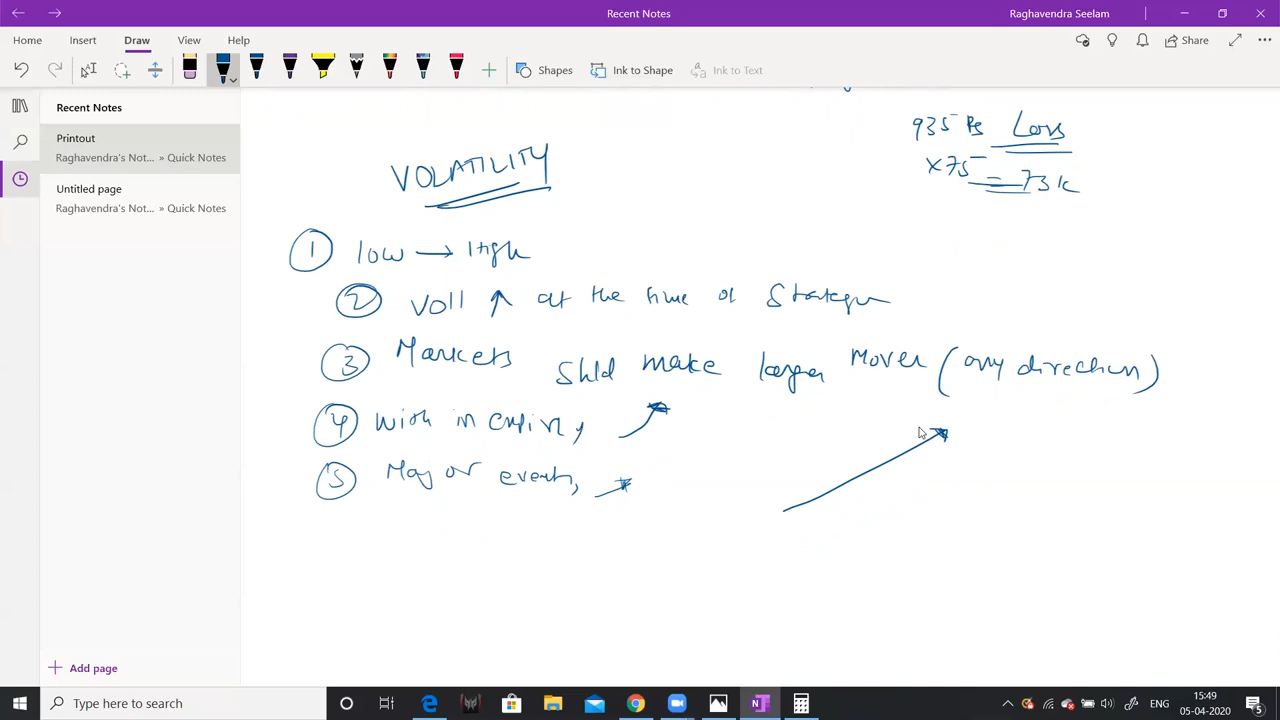 Recent Notes
Raghavendra Seelam
Home Insert Draw View Help
Share
Shapes
Ink to Shape
Ink to Text
Recent Notes
Printout
Raghavendra's Not... » Quick Notes
Untitled page
Raghavendra's Not... » Quick Notes
Add page
935 Ps Loss
x75 = 73k
VOLATILITY
① low → High
② Voll ↑ at the time of
③ Markets Shld make larger Moves (any direction)
④ With in expiry
⑤ Major events,
Type here to search
ENG
15:49
05-04-2020
5